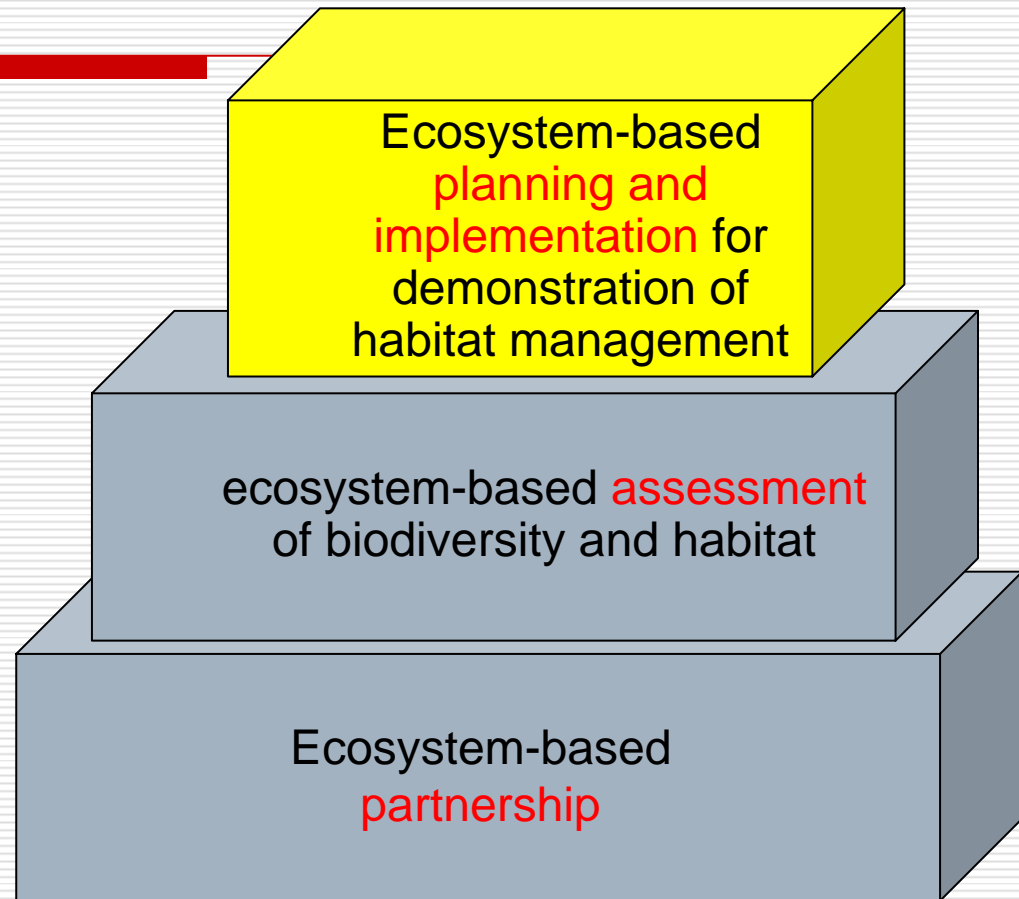 Ecosystem-based
planning and
implementation for
demonstration of
habitat management
ecosystem-based assessment
of biodiversity and habitat
Ecosystem-based
partnership